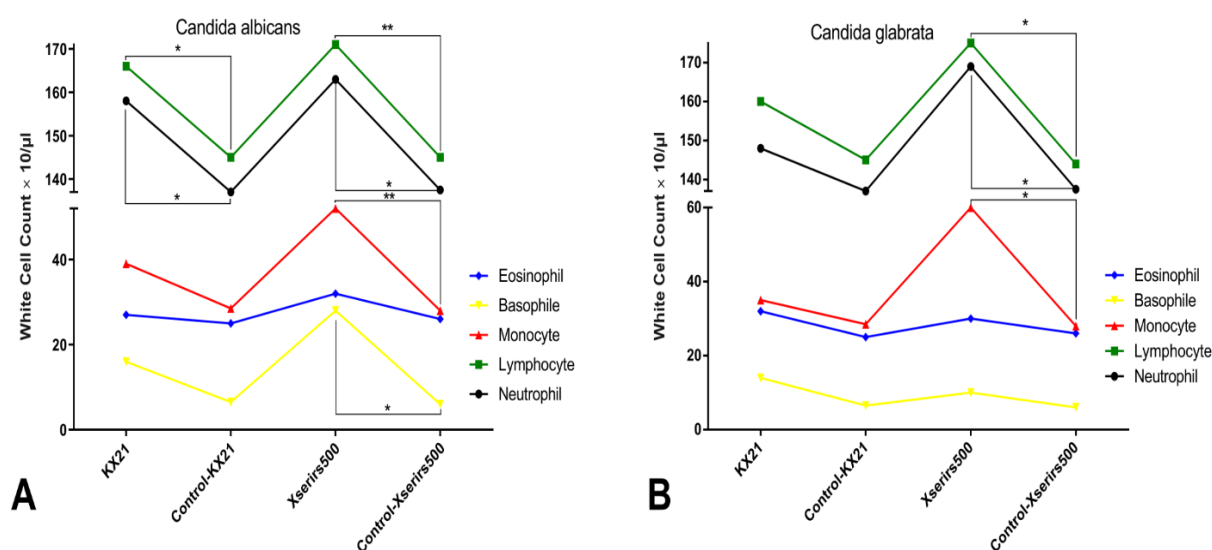 Candida albicans
White Cell Count × 10/µl
170
160
150
140
40
20
0
*
**
*
*
**
*
Eosinophil
Basophile
Monocyte
Lymphocyte
Neutrophil
KX21
Control-KX21
Xserirs500
Control-Xserirs500
A
Candida glabrata
White Cell Count × 10/µl
170
160
150
140
60
40
20
0
*
*
*
Eosinophil
Basophile
Monocyte
Lymphocyte
Neutrophil
KX21
Control-KX21
Xserirs500
Control-Xserirs500
B